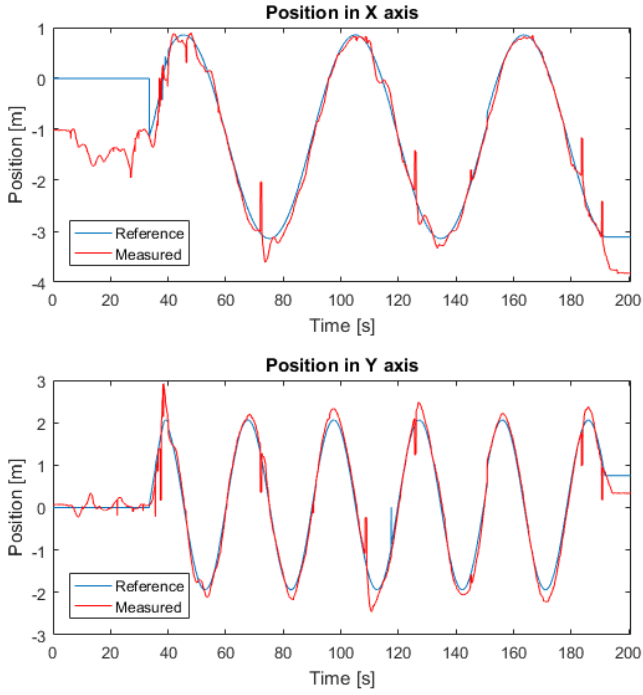 Position in X axis
1
0
-1
-2
-3
-4
Position [m]
Reference
Measured
0 20 40 60 80 100 120 140 160 180 200
Time [s]
Position in Y axis
3
2
1
0
-1
-2
-3
Position [m]
Reference
Measured
0 20 40 60 80 100 120 140 160 180 200
Time [s]